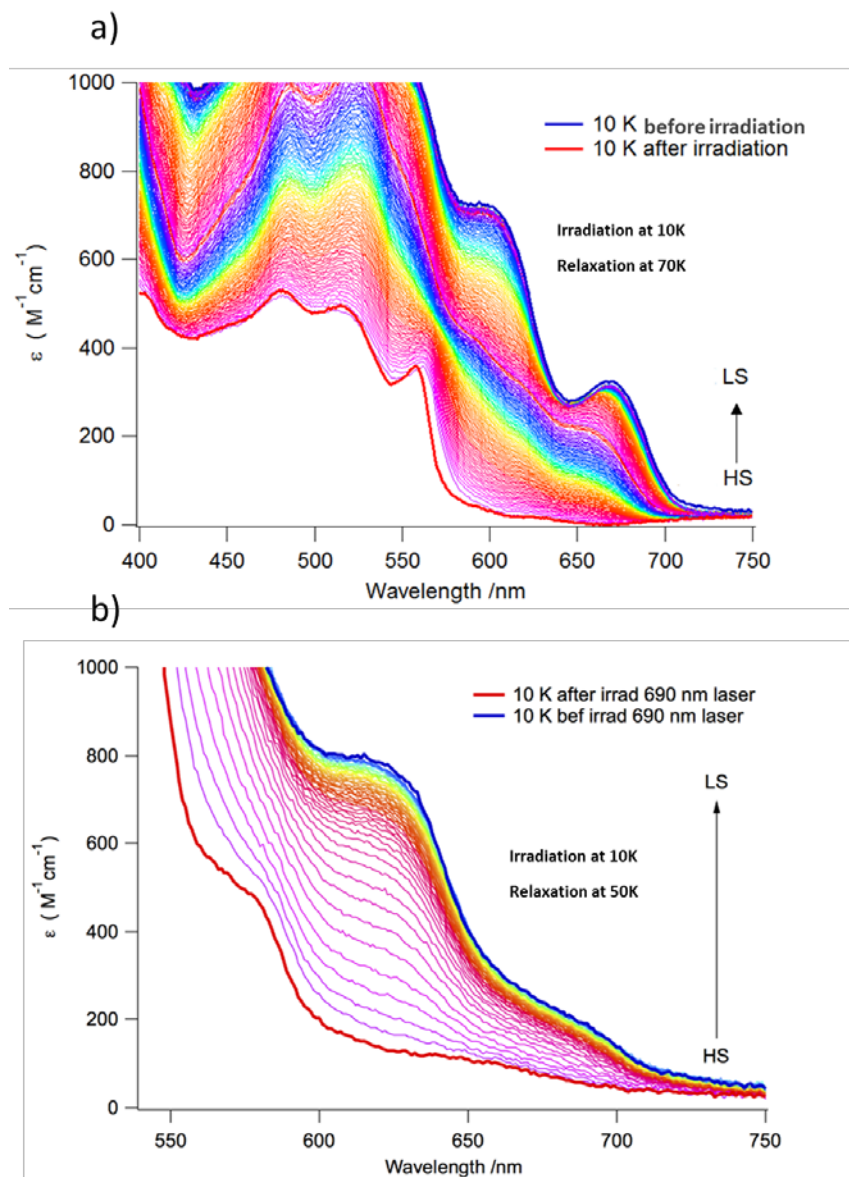 a)
1000
800
600
400
200
0
ε ( M⁻¹cm⁻¹)
10 K before irradiation
10 K after irradiation
Irradiation at 10K
Relaxation at 70K
LS
HS
400 450 500 550 600 650 700 750
Wavelength /nm
b)
1000
800
600
400
200
0
ε ( M⁻¹cm⁻¹)
10 K after irrad 690 nm laser
10 K bef irrad 690 nm laser
LS
Irradiation at 10K
Relaxation at 50K
HS
550 600 650 700 750
Wavelength /nm